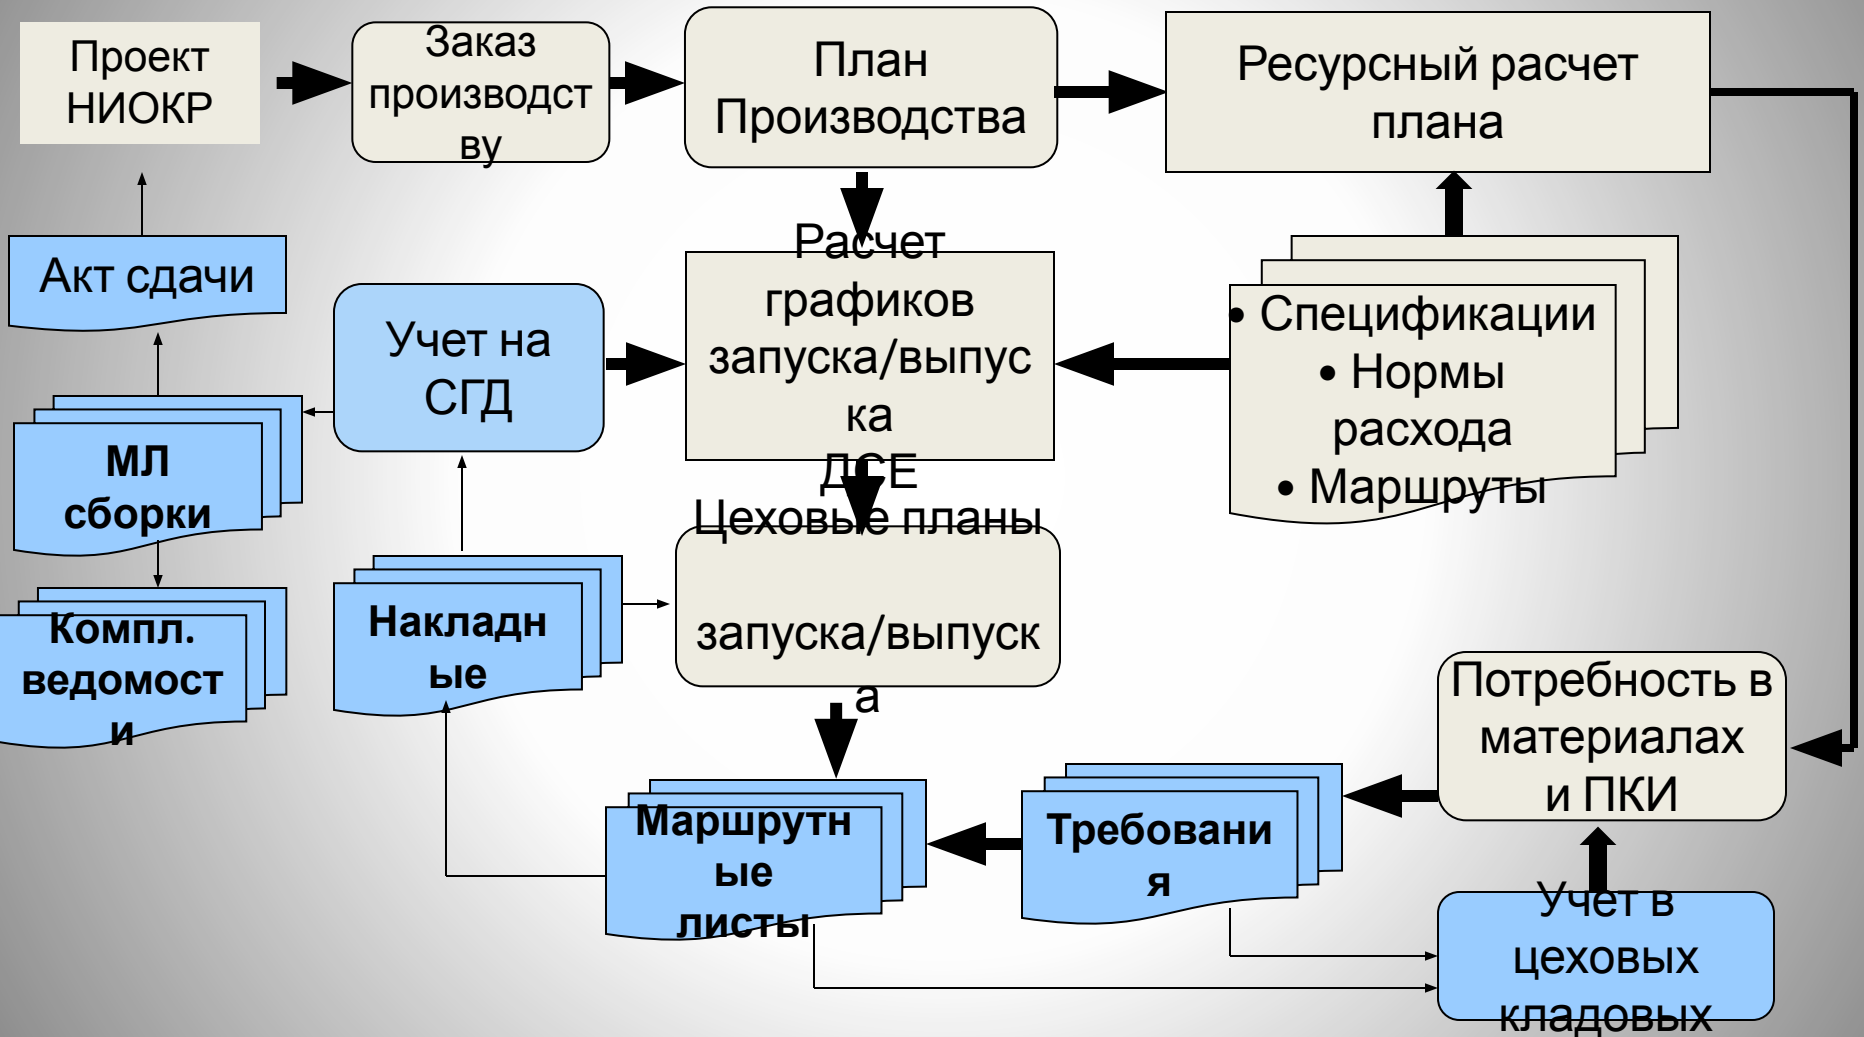 Проект
НИОКР
Заказ
производст
ву
План
Производства
Ресурсный расчет
плана
Акт сдачи
Учет на
СГД
Расчет
графиков
запуска/выпус
ка
ДСЕ
• Спецификации
• Нормы
расхода
• Маршруты
МЛ
сборки
Компл.
ведомост
и
Накладн
ые
Цеховые планы
запуска/выпуск
а
Потребность в
материалах
и ПКИ
Маршрутн
ые
листы
Требовани
я
Учет в
цеховых
кладовых